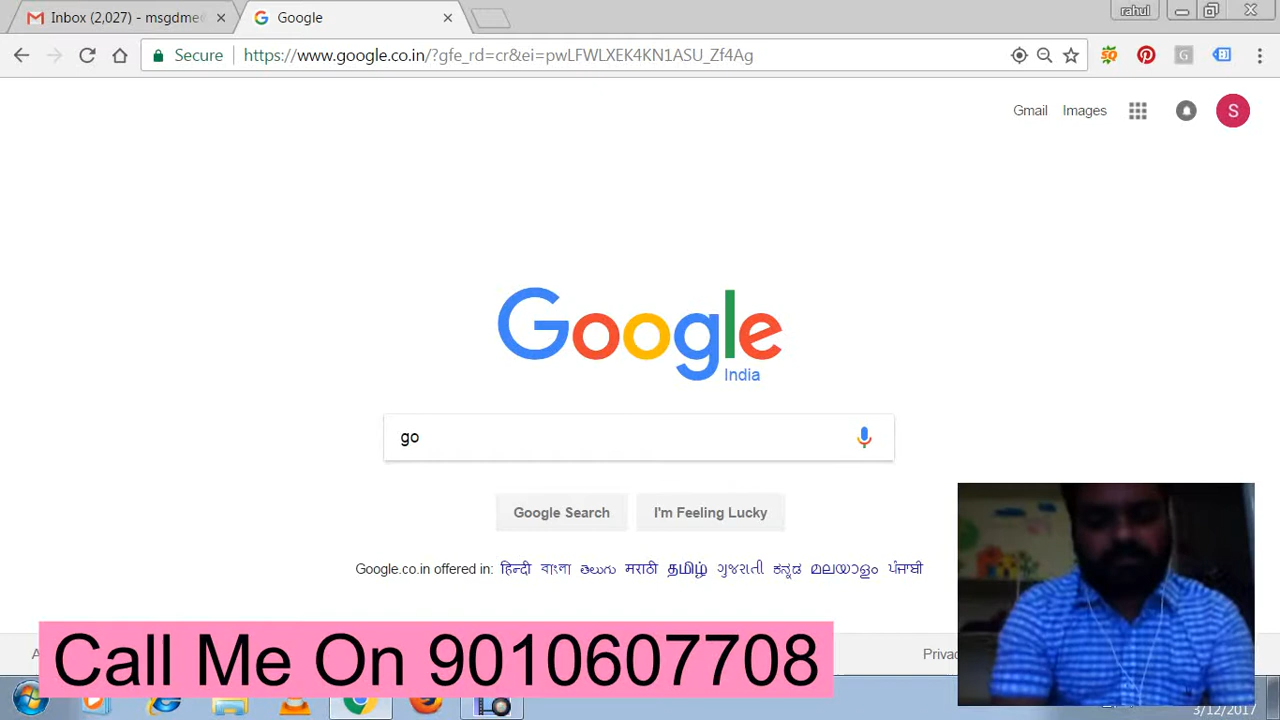 Inbox (2,027) - msgdme
Google
rahul
Secure
https://www.google.co.in/?gfe_rd=cr&ei=pwLFWLXEK4KN1ASU_Zf4Ag
SQ
G
Gmail
Images
S
Google
India
go
Google Search
I'm Feeling Lucky
Google.co.in offered in: हिन्दी বাংলা తెలుగు मराठी தமிழ் ગુજરાતી ಕನ್ನಡ മലയാളം ਪੰਜਾਬੀ
Call Me On 9010607708
3/12/2017